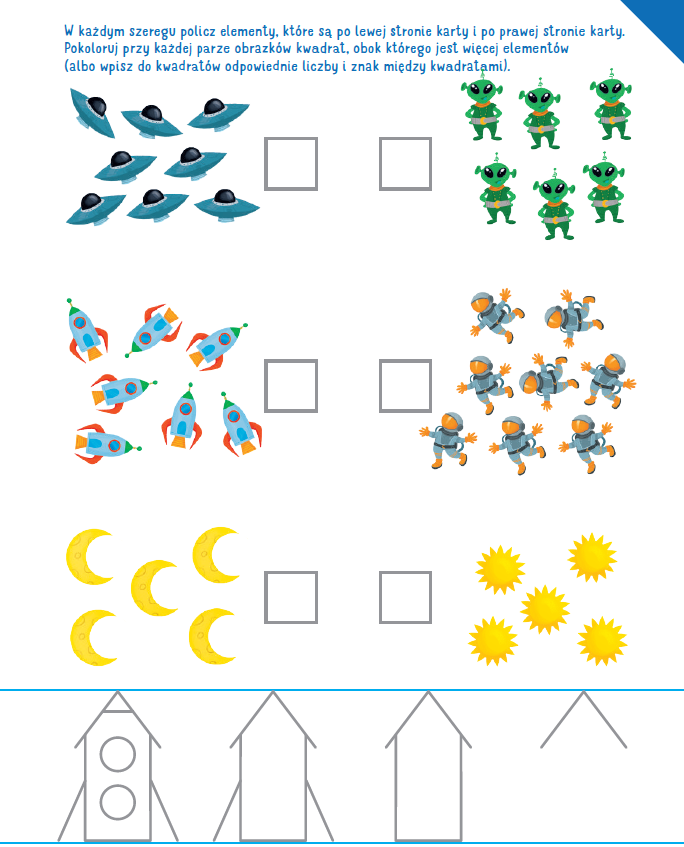 W każdym szeregu policz elementy, które są po lewej stronie karty i po prawej stronie karty.
Pokoloruj przy każdej parze obrazków kwadrat, obok którego jest więcej elementów
(albo wpisz do kwadratów odpowiednie liczby i znak między kwadratami).